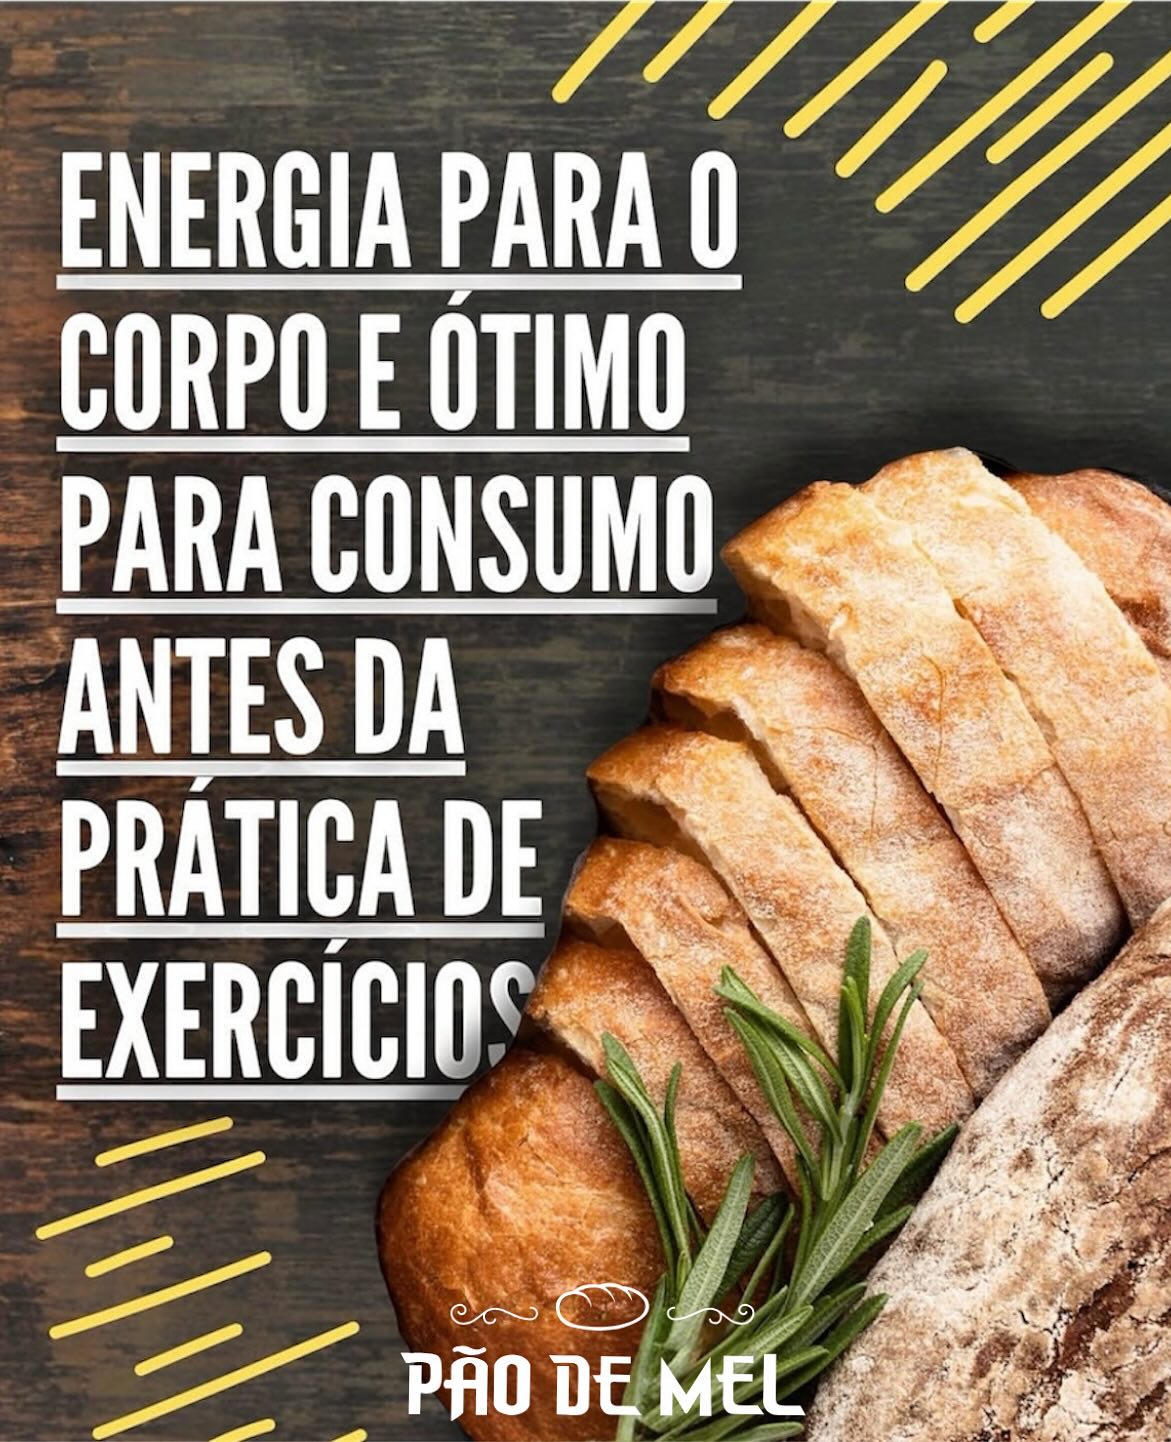 ENERGIA PARA O
CORPO E ÓTIMO
PARA CONSUMO
ANTES DA
PRÁTICA DE
EXERCÍCIOS
PÃO DE MEL